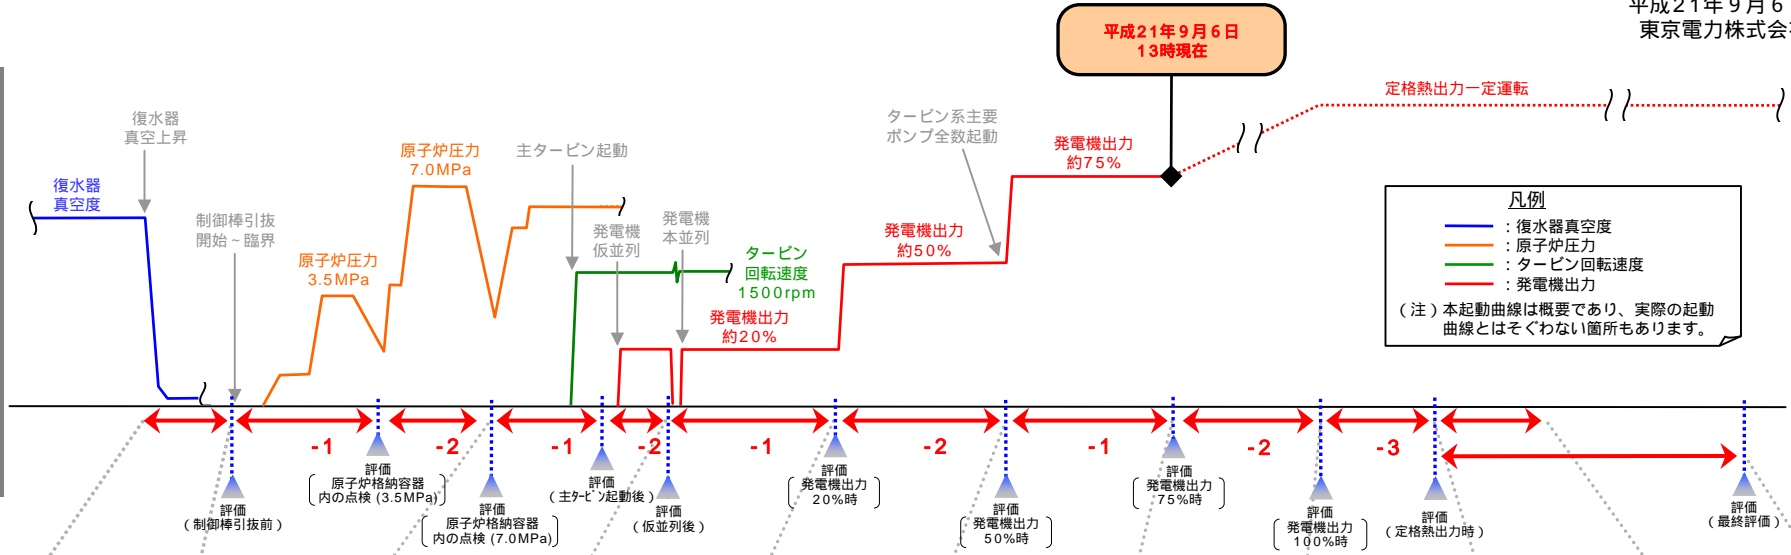 平成21年9月6
東京電力株式会
平成21年9月6日
13時現在
定格熱出力一定運転
復水器
真空上昇
復水器
真空度
制御棒引抜
開始～臨界
原子炉圧力
3.5MPa
原子炉圧力
7.0MPa
主タービン起動
発電機
仮並列
発電機
本並列
タービン
回転速度
1500rpm
発電機出力
約20%
発電機出力
約50%
タービン系主要
ポンプ全数起動
発電機出力
約75%
凡例
：復水器真空度
：原子炉圧力
：タービン回転速度
：発電機出力
（注）本起動曲線は概要であり、実際の起動
曲線とはそぐわない箇所もあります。
-1
-2
-1
-2
-1
-2
-1
-2
-3
評価
（制御棒引抜前）
評価
原子炉格納容器
内の点検 (3.5MPa)
評価
原子炉格納容器
内の点検 (7.0MPa)
評価
（主ﾀｰﾋﾞﾝ起動後）
評価
（仮並列後）
評価
発電機出力
20%時
評価
発電機出力
50%時
評価
発電機出力
75%時
評価
発電機出力
100%時
評価
（定格熱出力時）
評価
（最終評価）